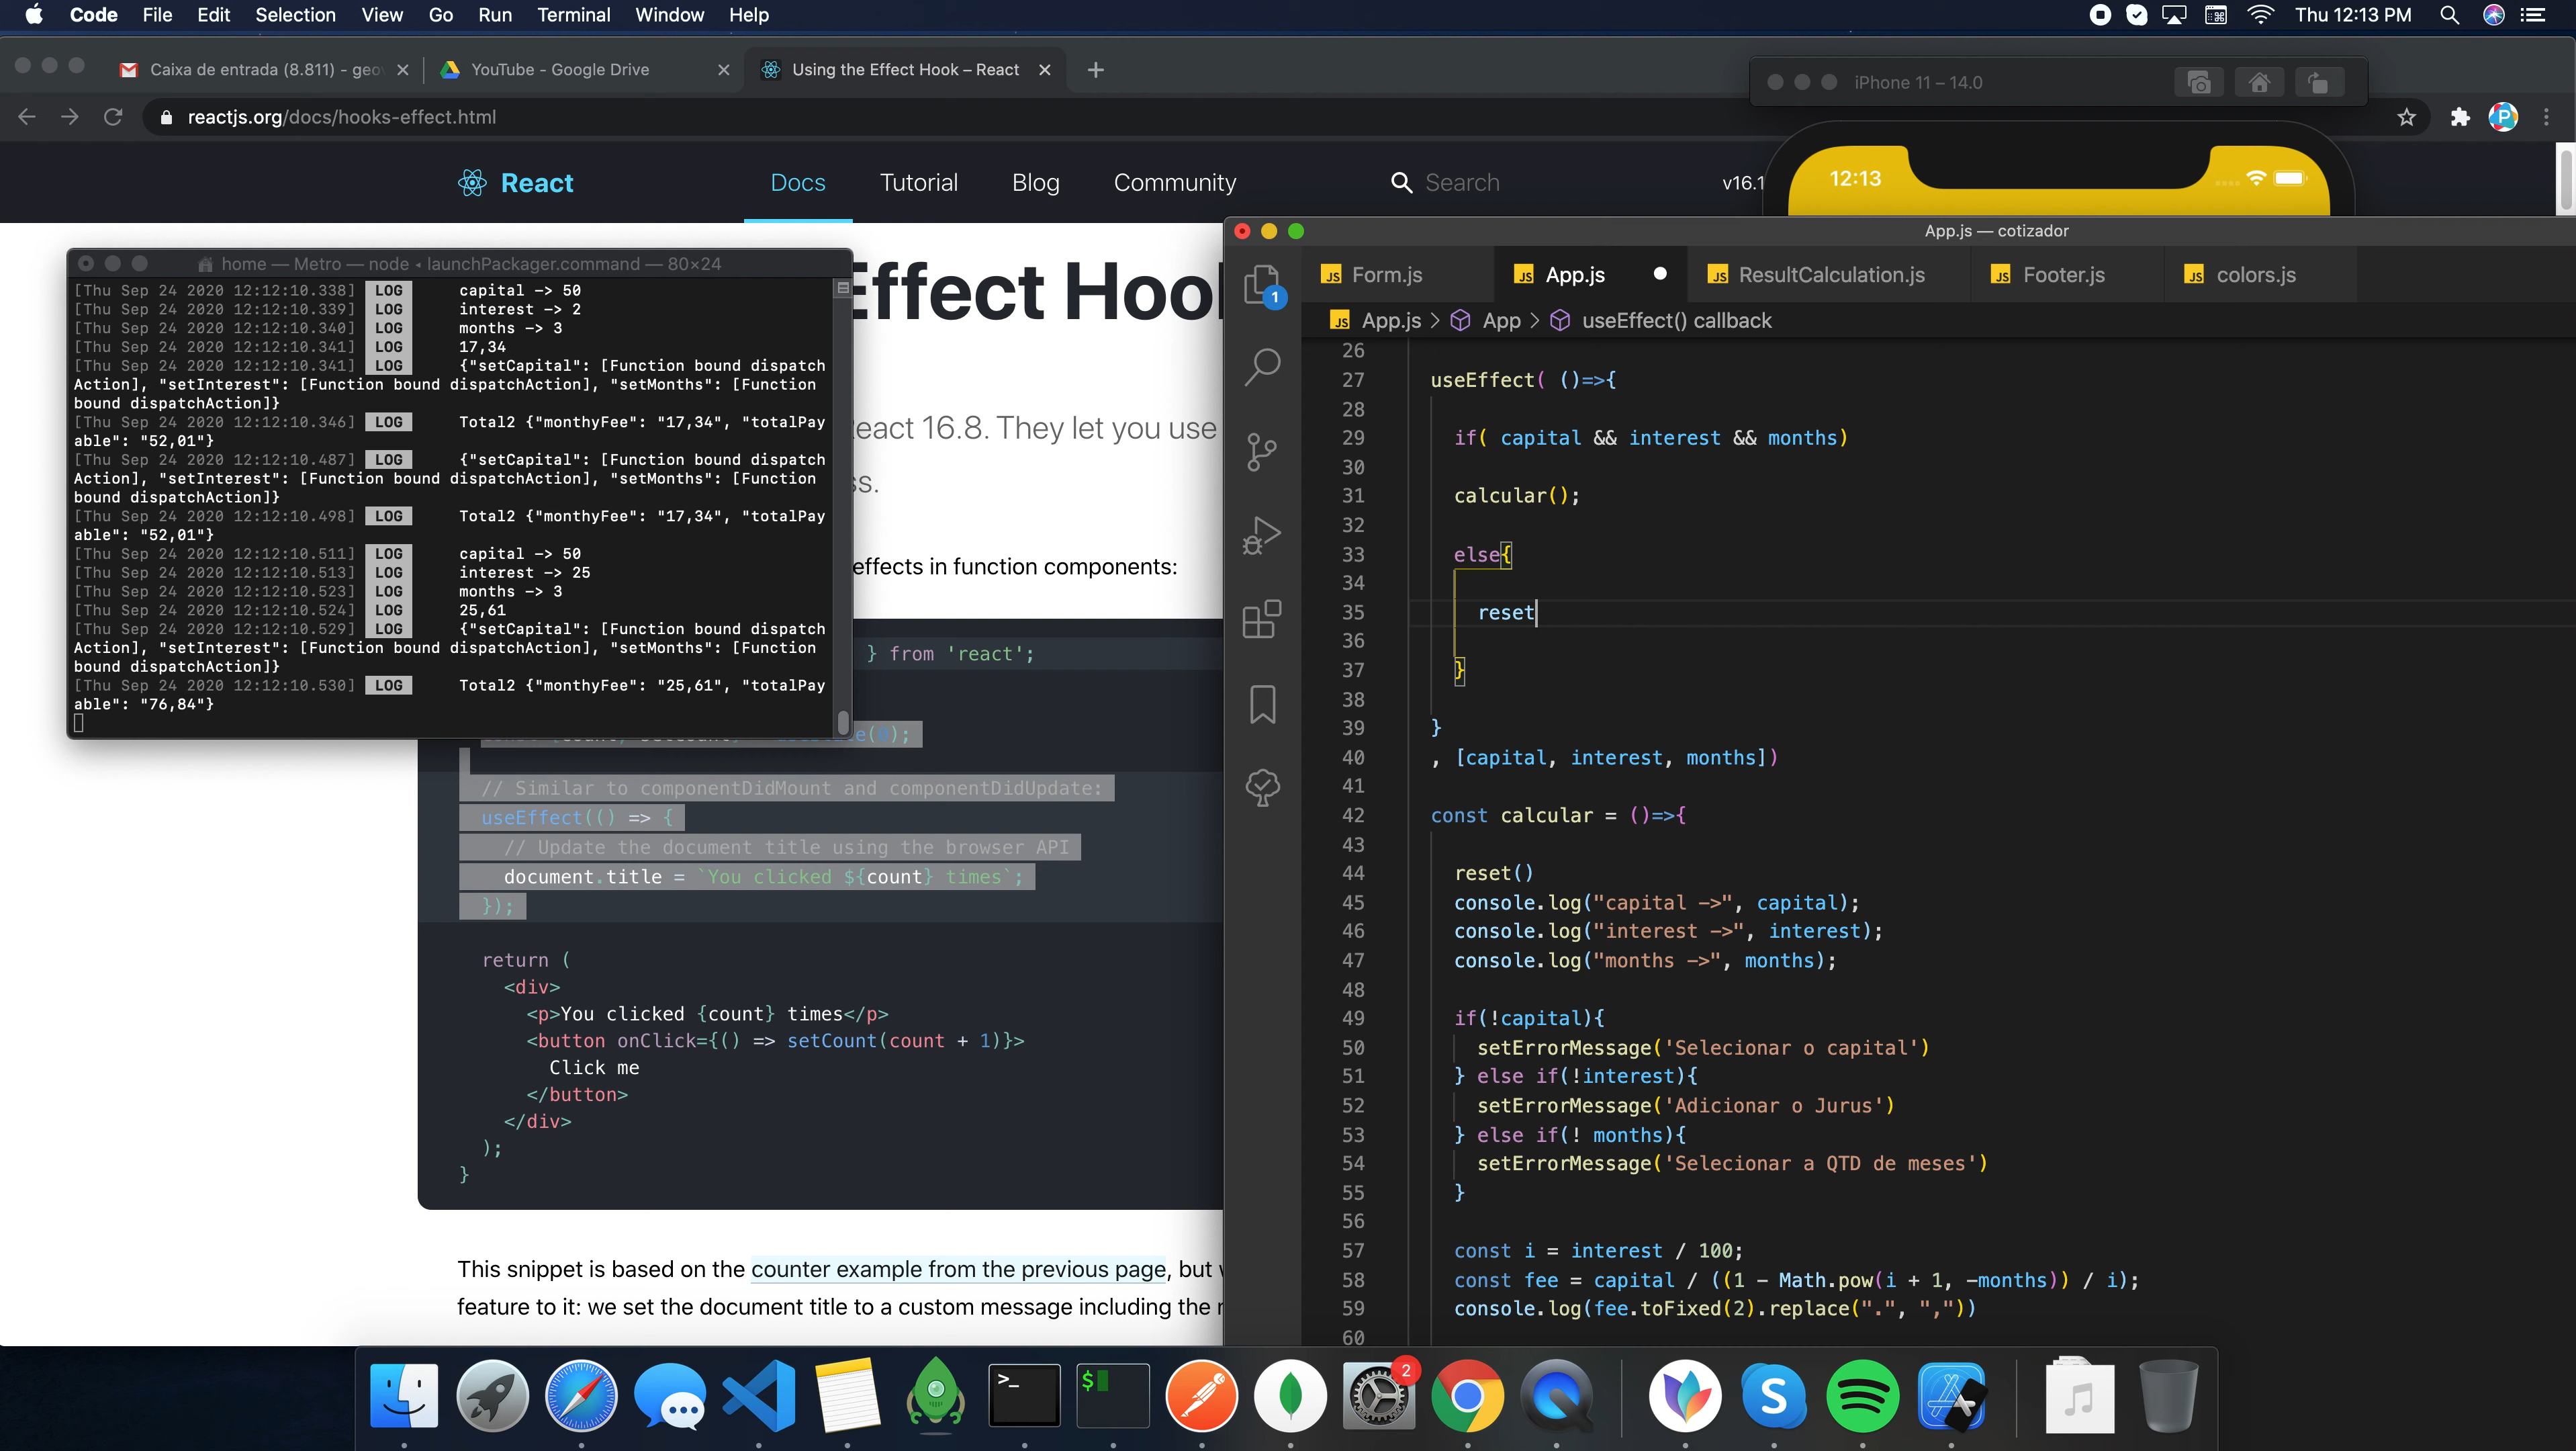 Code File Edit Selection View Go Run Terminal Window Help
Thu 12:13 PM
Caixa de entrada (8.811) - geov
YouTube - Google Drive
Using the Effect Hook – React
iPhone 11 – 14.0
reactjs.org/docs/hooks-effect.html
React
Docs Tutorial Blog Community
Search
v16.1
12:13
home — Metro — node ◂ launchPackager.command — 80×24
[Thu Sep 24 2020 12:12:10.338] LOG capital -> 50
[Thu Sep 24 2020 12:12:10.339] LOG interest -> 2
[Thu Sep 24 2020 12:12:10.340] LOG months -> 3
[Thu Sep 24 2020 12:12:10.341] LOG 17,34
[Thu Sep 24 2020 12:12:10.341] LOG {"setCapital": [Function bound dispatch
Action], "setInterest": [Function bound dispatchAction], "setMonths": [Function
bound dispatchAction]}
[Thu Sep 24 2020 12:12:10.346] LOG Total2 {"monthyFee": "17,34", "totalPay
able": "52,01"}
[Thu Sep 24 2020 12:12:10.487] LOG {"setCapital": [Function bound dispatch
Action], "setInterest": [Function bound dispatchAction], "setMonths": [Function
bound dispatchAction]}
[Thu Sep 24 2020 12:12:10.498] LOG Total2 {"monthyFee": "17,34", "totalPay
able": "52,01"}
[Thu Sep 24 2020 12:12:10.511] LOG capital -> 50
[Thu Sep 24 2020 12:12:10.513] LOG interest -> 25
[Thu Sep 24 2020 12:12:10.523] LOG months -> 3
[Thu Sep 24 2020 12:12:10.524] LOG 25,61
[Thu Sep 24 2020 12:12:10.529] LOG {"setCapital": [Function bound dispatch
Action], "setInterest": [Function bound dispatchAction], "setMonths": [Function
bound dispatchAction]}
[Thu Sep 24 2020 12:12:10.530] LOG Total2 {"monthyFee": "25,61", "totalPay
able": "76,84"}
Effect Hoo
React 16.8. They let you use
ss.
effects in function components:
} from 'react';
// Similar to componentDidMount and componentDidUpdate:
useEffect(() => {
// Update the document title using the browser API
document.title = `You clicked ${count} times`;
});
return (
<div>
<p>You clicked {count} times</p>
<button onClick={() => setCount(count + 1)}>
Click me
</button>
</div>
);
}
This snippet is based on the counter example from the previous page, but
feature to it: we set the document title to a custom message including the
App.js — cotizador
JS Form.js JS App.js JS ResultCalculation.js JS Footer.js JS colors.js
1
JS App.js > App > useEffect() callback
26
27 useEffect( ()=>{
28
29 if( capital && interest && months)
30
31 calcular();
32
33 else{
34
35 reset
36
37 }
38
39 }
40 , [capital, interest, months])
41
42 const calcular = ()=>{
43
44 reset()
45 console.log("capital ->", capital);
46 console.log("interest ->", interest);
47 console.log("months ->", months);
48
49 if(!capital){
50 setErrorMessage('Selecionar o capital')
51 } else if(!interest){
52 setErrorMessage('Adicionar o Jurus')
53 } else if(! months){
54 setErrorMessage('Selecionar a QTD de meses')
55 }
56
57 const i = interest / 100;
58 const fee = capital / ((1 - Math.pow(i + 1, -months)) / i);
59 console.log(fee.toFixed(2).replace(".", ","))
60
2